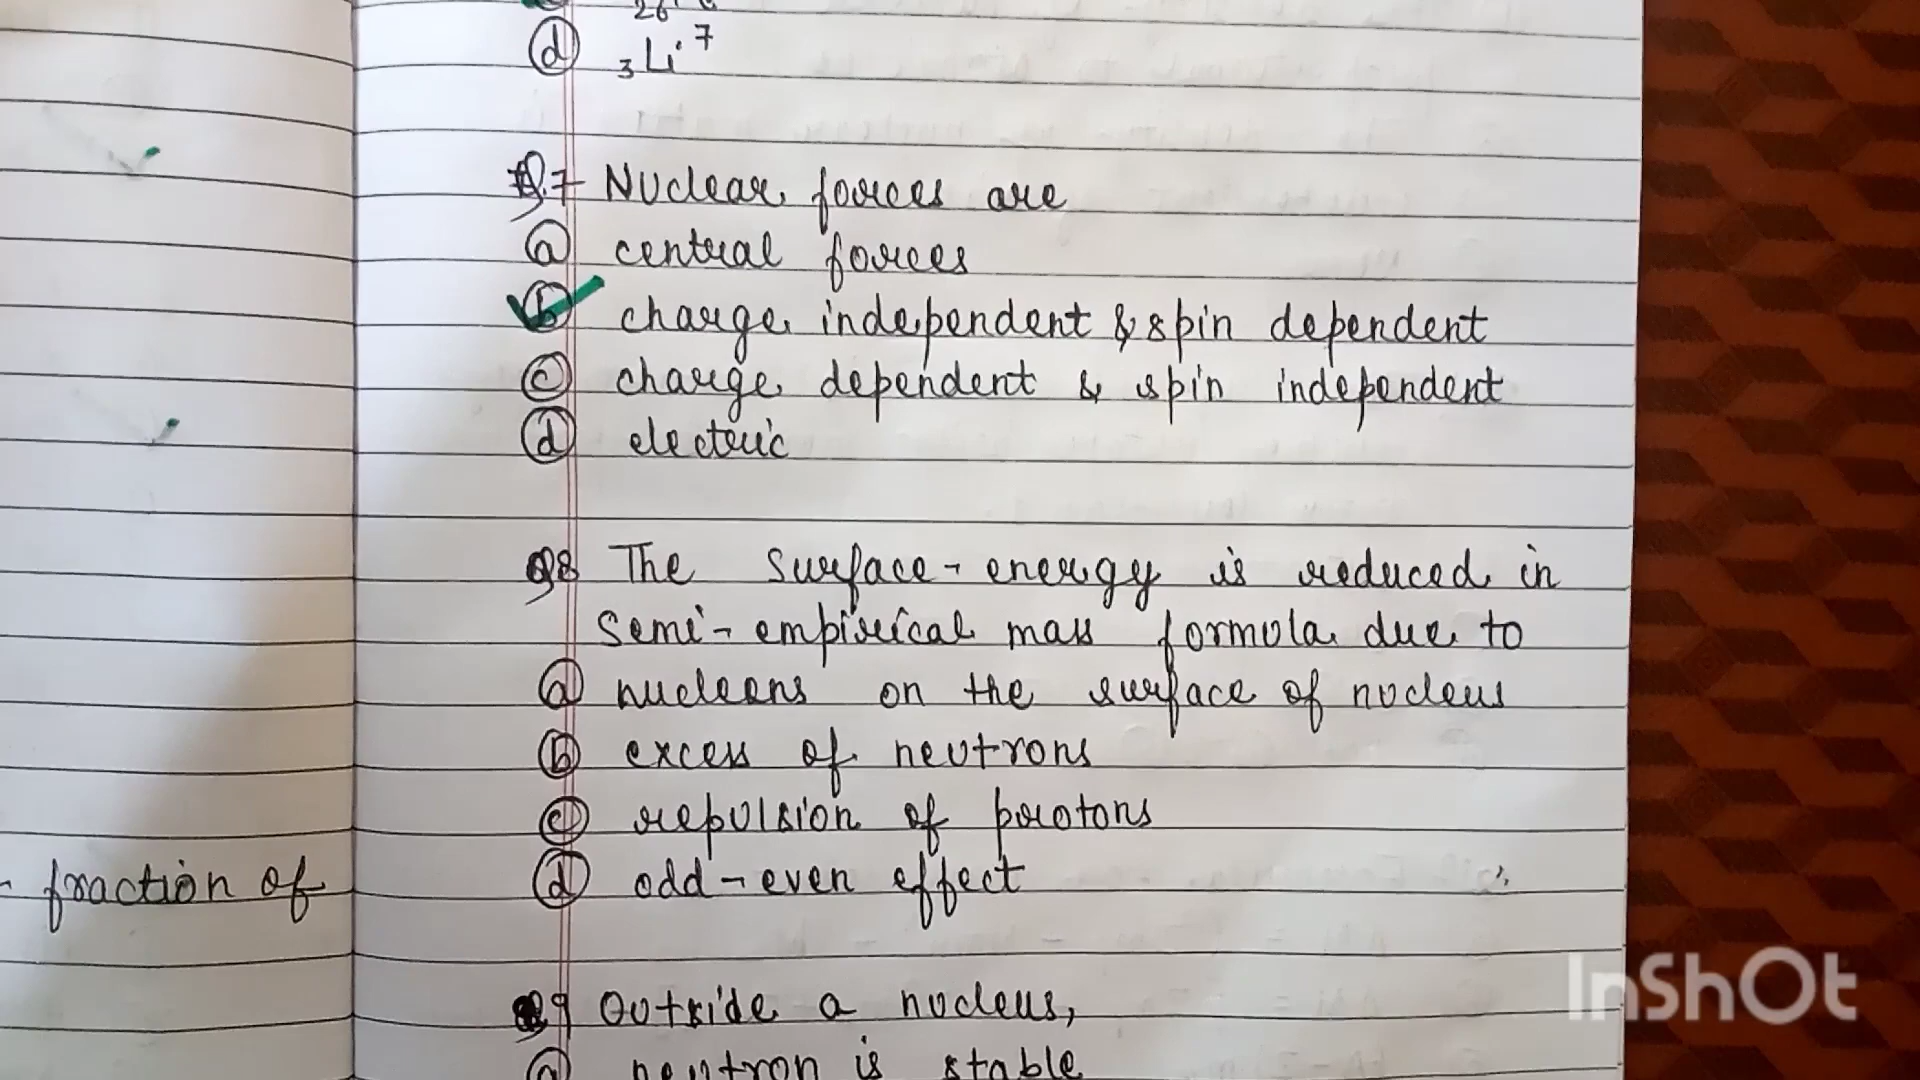 26
d 3Li7
Q.7 Nuclear forces are
a central forces
b charge independent & spin dependent
c charge dependent & spin independent
d electric
Q8 The surface-energy is reduced in
semi-empirical mass formula due to
a nucleons on the surface of nucleus
b excess of neutrons
c repulsion of protons
d odd-even effect
- fraction of
Q9 Outside a nucleus,
a neutron is stable
InShOt